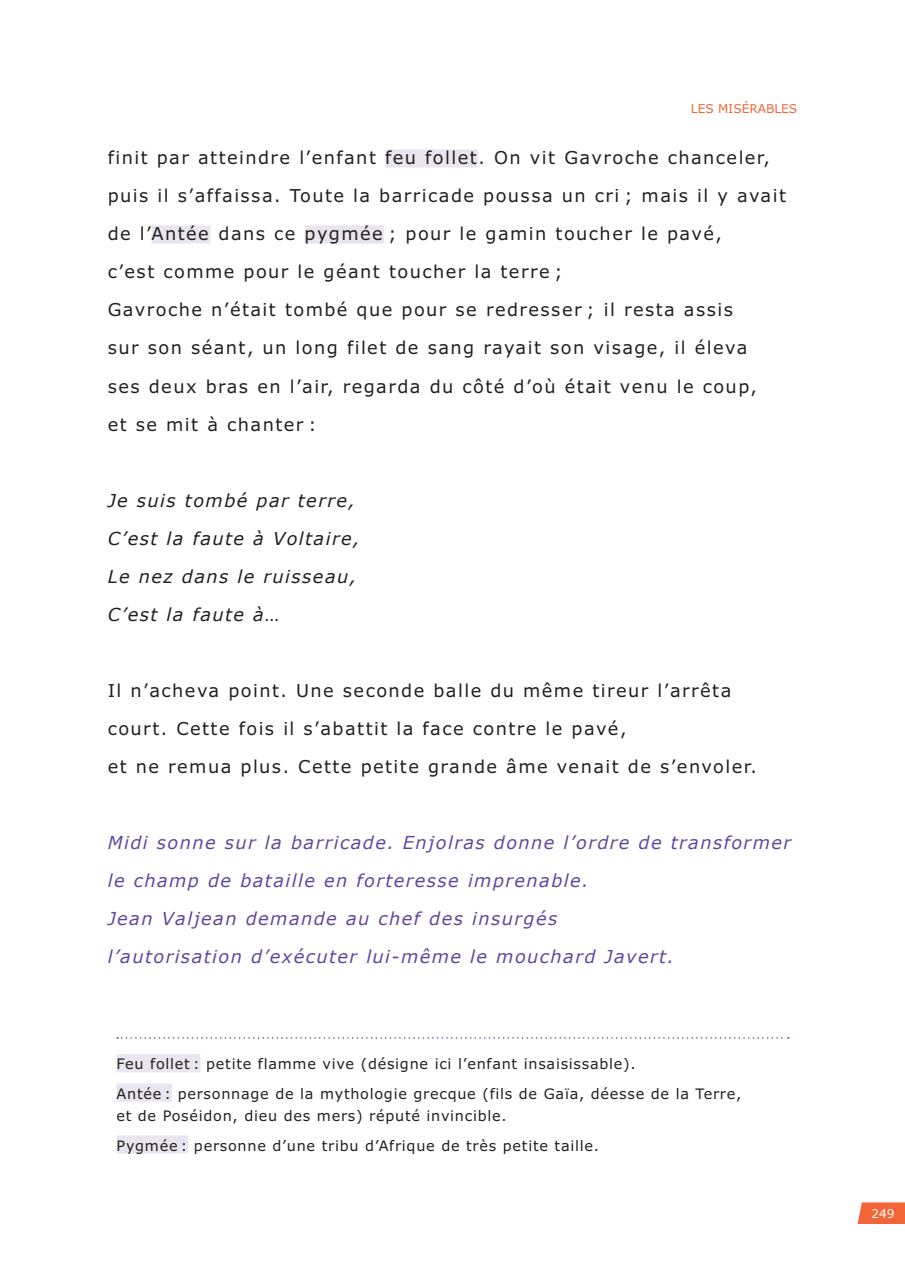 LES MISÉRABLES
finit par atteindre l’enfant feu follet. On vit Gavroche chanceler,
puis il s’affaissa. Toute la barricade poussa un cri ; mais il y avait
de l’Antée dans ce pygmée ; pour le gamin toucher le pavé,
c’est comme pour le géant toucher la terre ;
Gavroche n’était tombé que pour se redresser ; il resta assis
sur son séant, un long filet de sang rayait son visage, il éleva
ses deux bras en l’air, regarda du côté d’où était venu le coup,
et se mit à chanter :
Je suis tombé par terre,
C’est la faute à Voltaire,
Le nez dans le ruisseau,
C’est la faute à…
Il n’acheva point. Une seconde balle du même tireur l’arrêta
court. Cette fois il s’abattit la face contre le pavé,
et ne remua plus. Cette petite grande âme venait de s’envoler.
Midi sonne sur la barricade. Enjolras donne l’ordre de transformer
le champ de bataille en forteresse imprenable.
Jean Valjean demande au chef des insurgés
l’autorisation d’exécuter lui-même le mouchard Javert.
Feu follet : petite flamme vive (désigne ici l’enfant insaisissable).
Antée : personnage de la mythologie grecque (fils de Gaïa, déesse de la Terre,
et de Poséidon, dieu des mers) réputé invincible.
Pygmée : personne d’une tribu d’Afrique de très petite taille.
249